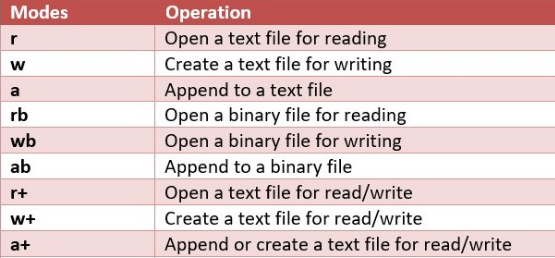 Modes Operation
r Open a text file for reading
w Create a text file for writing
a Append to a text file
rb Open a binary file for reading
wb Open a binary file for writing
ab Append to a binary file
r+ Open a text file for read/write
w+ Create a text file for read/write
a+ Append or create a text file for read/write